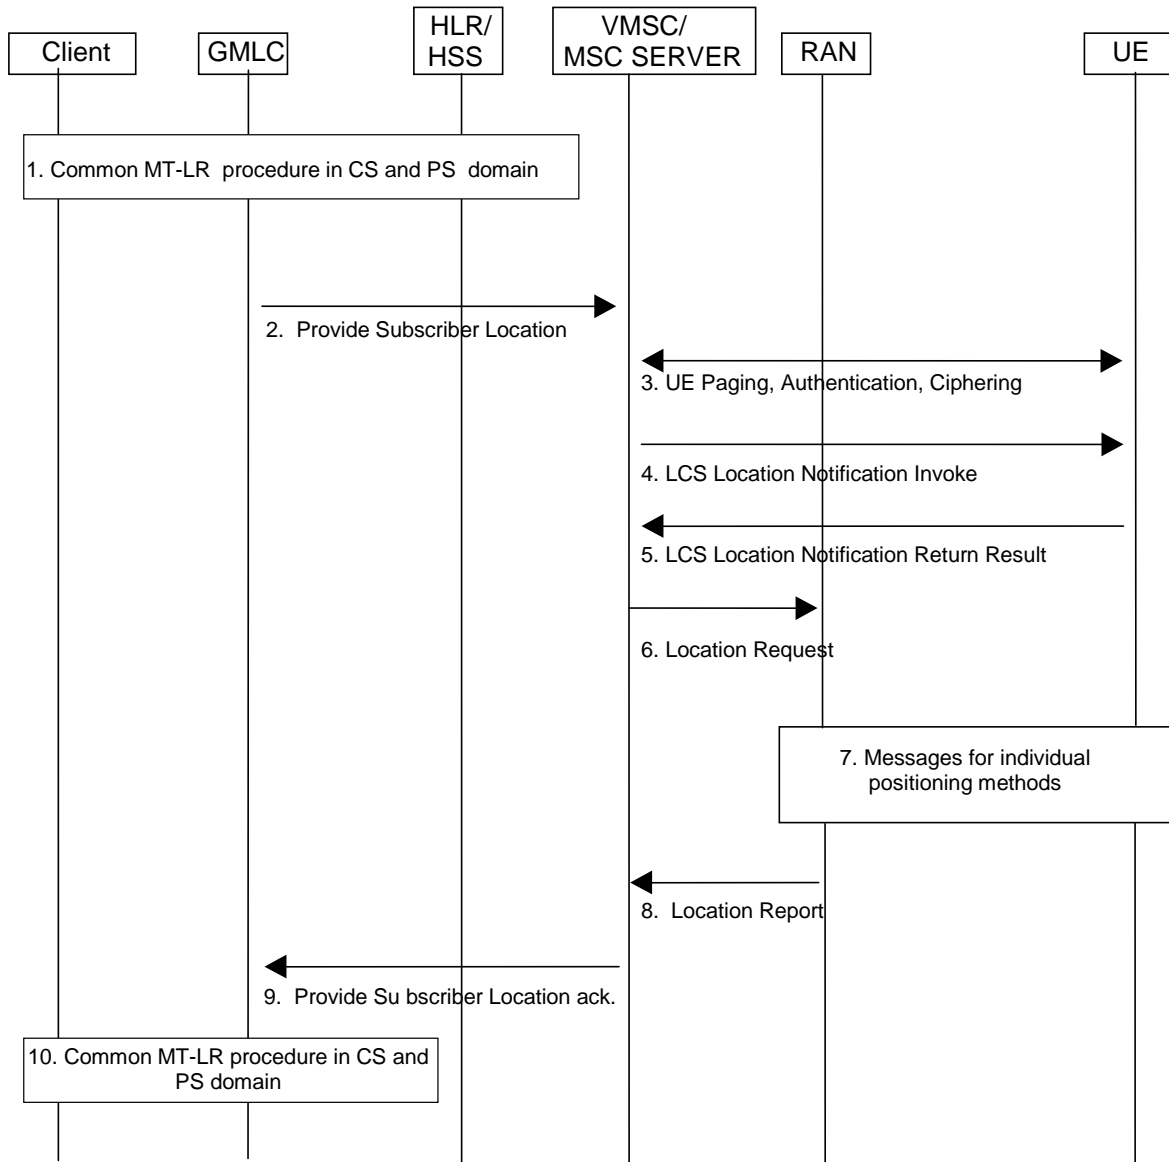 Client
GMLC
HLR/
HSS
VMSC/
MSC SERVER
RAN
UE
1. Common MT-LR procedure in CS and PS domain
2. Provide Subscriber Location
3. UE Paging, Authentication, Ciphering
4. LCS Location Notification Invoke
5. LCS Location Notification Return Result
6. Location Request
7. Messages for individual
positioning methods
8. Location Report
9. Provide Su bscriber Location ack.
10. Common MT-LR procedure in CS and
PS domain